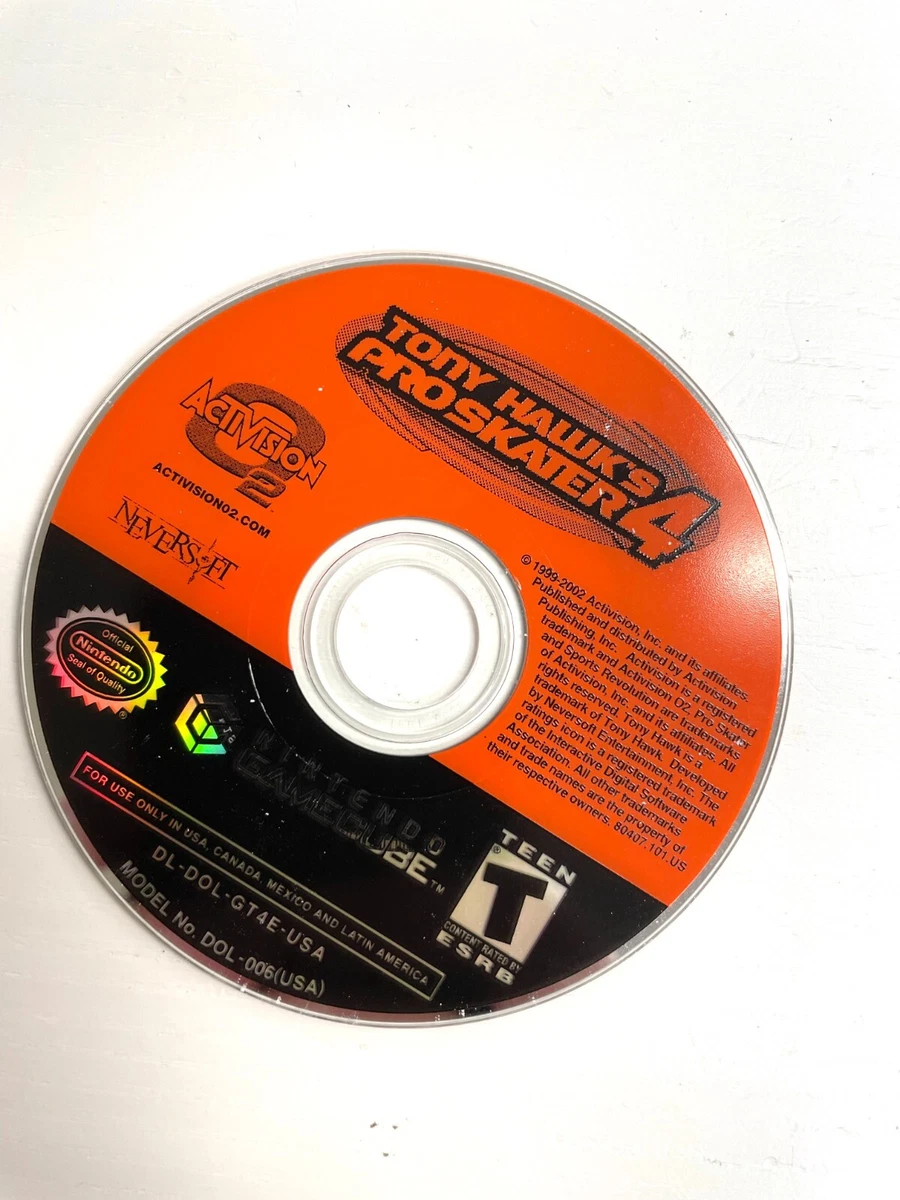 TONY HAWK'S
PRO SKATER 4
ACTIVISION
O2
ACTIVISIONO2.COM
NEVERSOFT
© 1999-2002 Activision, Inc. and its affiliates.
Published and distributed by Activision
Publishing, Inc. Activision is a registered
trademark and Activision O2, Pro Skater
and Sports Revolution are trademarks
of Activision, Inc. and its affiliates. All
rights reserved. Tony Hawk is a
trademark of Tony Hawk. Developed
by Neversoft Entertainment, Inc. The
ratings icon is a registered trademark
of the Interactive Digital Software
Association. All other trademarks
and trade names are the property of
their respective owners. 80407.101.US
Official
Nintendo
Seal of Quality
®
NINTENDO
GAMECUBE™
TEEN
T
®
CONTENT RATED BY
ESRB
FOR USE ONLY IN USA, CANADA, MEXICO AND LATIN AMERICA
DL-DOL-GT4E-USA
MODEL No. DOL-006(USA)